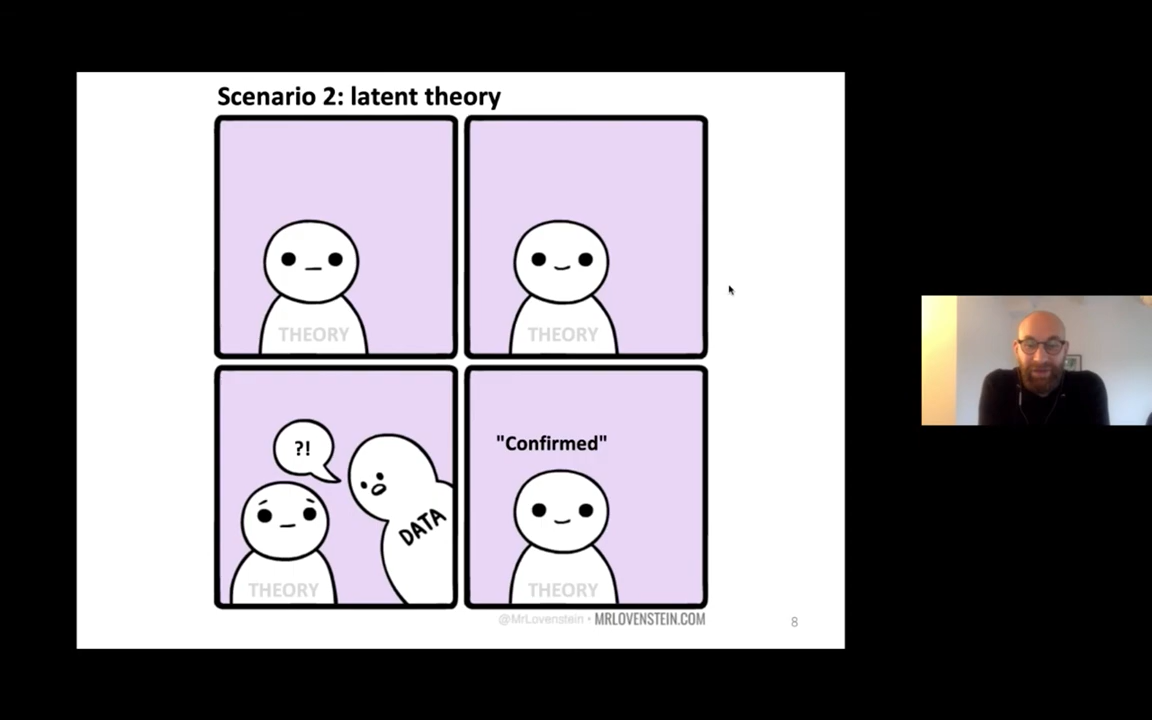 Scenario 2: latent theory
THEORY
THEORY
?!
DATA
THEORY
"Confirmed"
THEORY
@MrLovenstein • MRLOVENSTEIN.COM
8